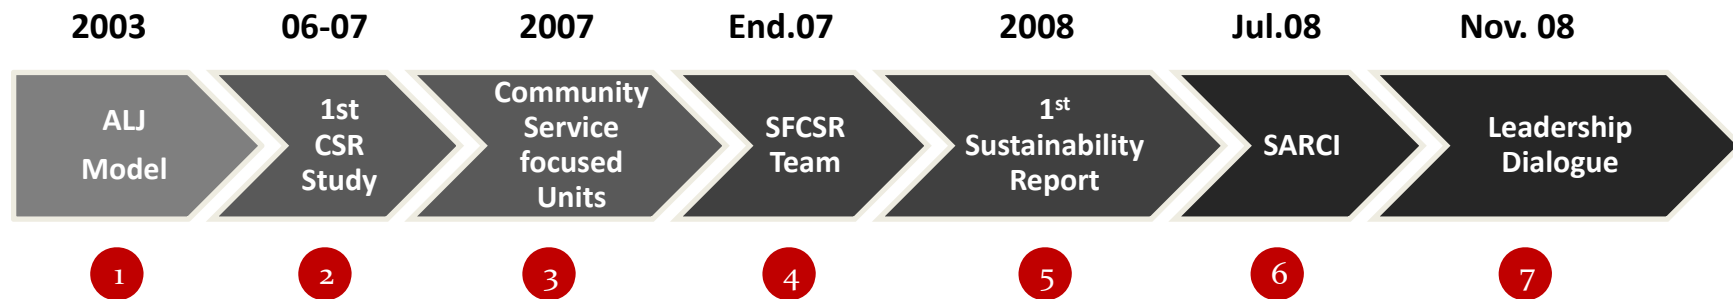 2003 06-07 2007 End.07 2008 Jul.08 Nov. 08
ALJ
Model
1st
CSR
Study
Community
Service
focused
Units
SFCSR
Team
1st
Sustainability
Report
SARCI
Leadership
Dialogue
1 2 3 4 5 6 7